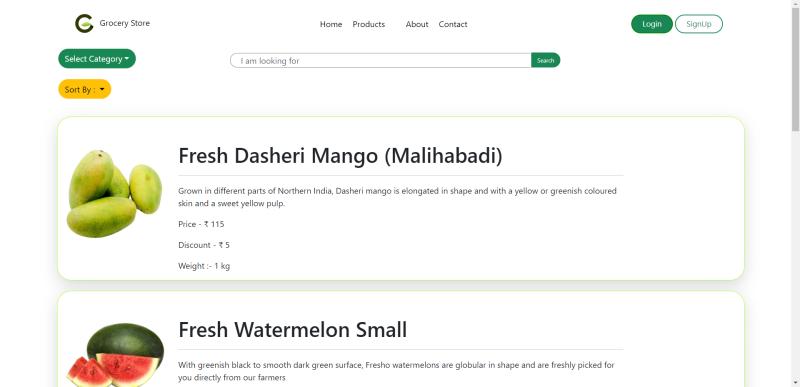 Grocery Store
Home Products About Contact
Login SignUp
Select Category
I am looking for Search
Sort By :
Fresh Dasheri Mango (Malihabadi)
Grown in different parts of Northern India, Dasheri mango is elongated in shape and with a yellow or greenish coloured
skin and a sweet yellow pulp.
Price - ₹ 115
Discount - ₹ 5
Weight :- 1 kg
Fresh Watermelon Small
With greenish black to smooth dark green surface, Fresho watermelons are globular in shape and are freshly picked for
you directly from our farmers